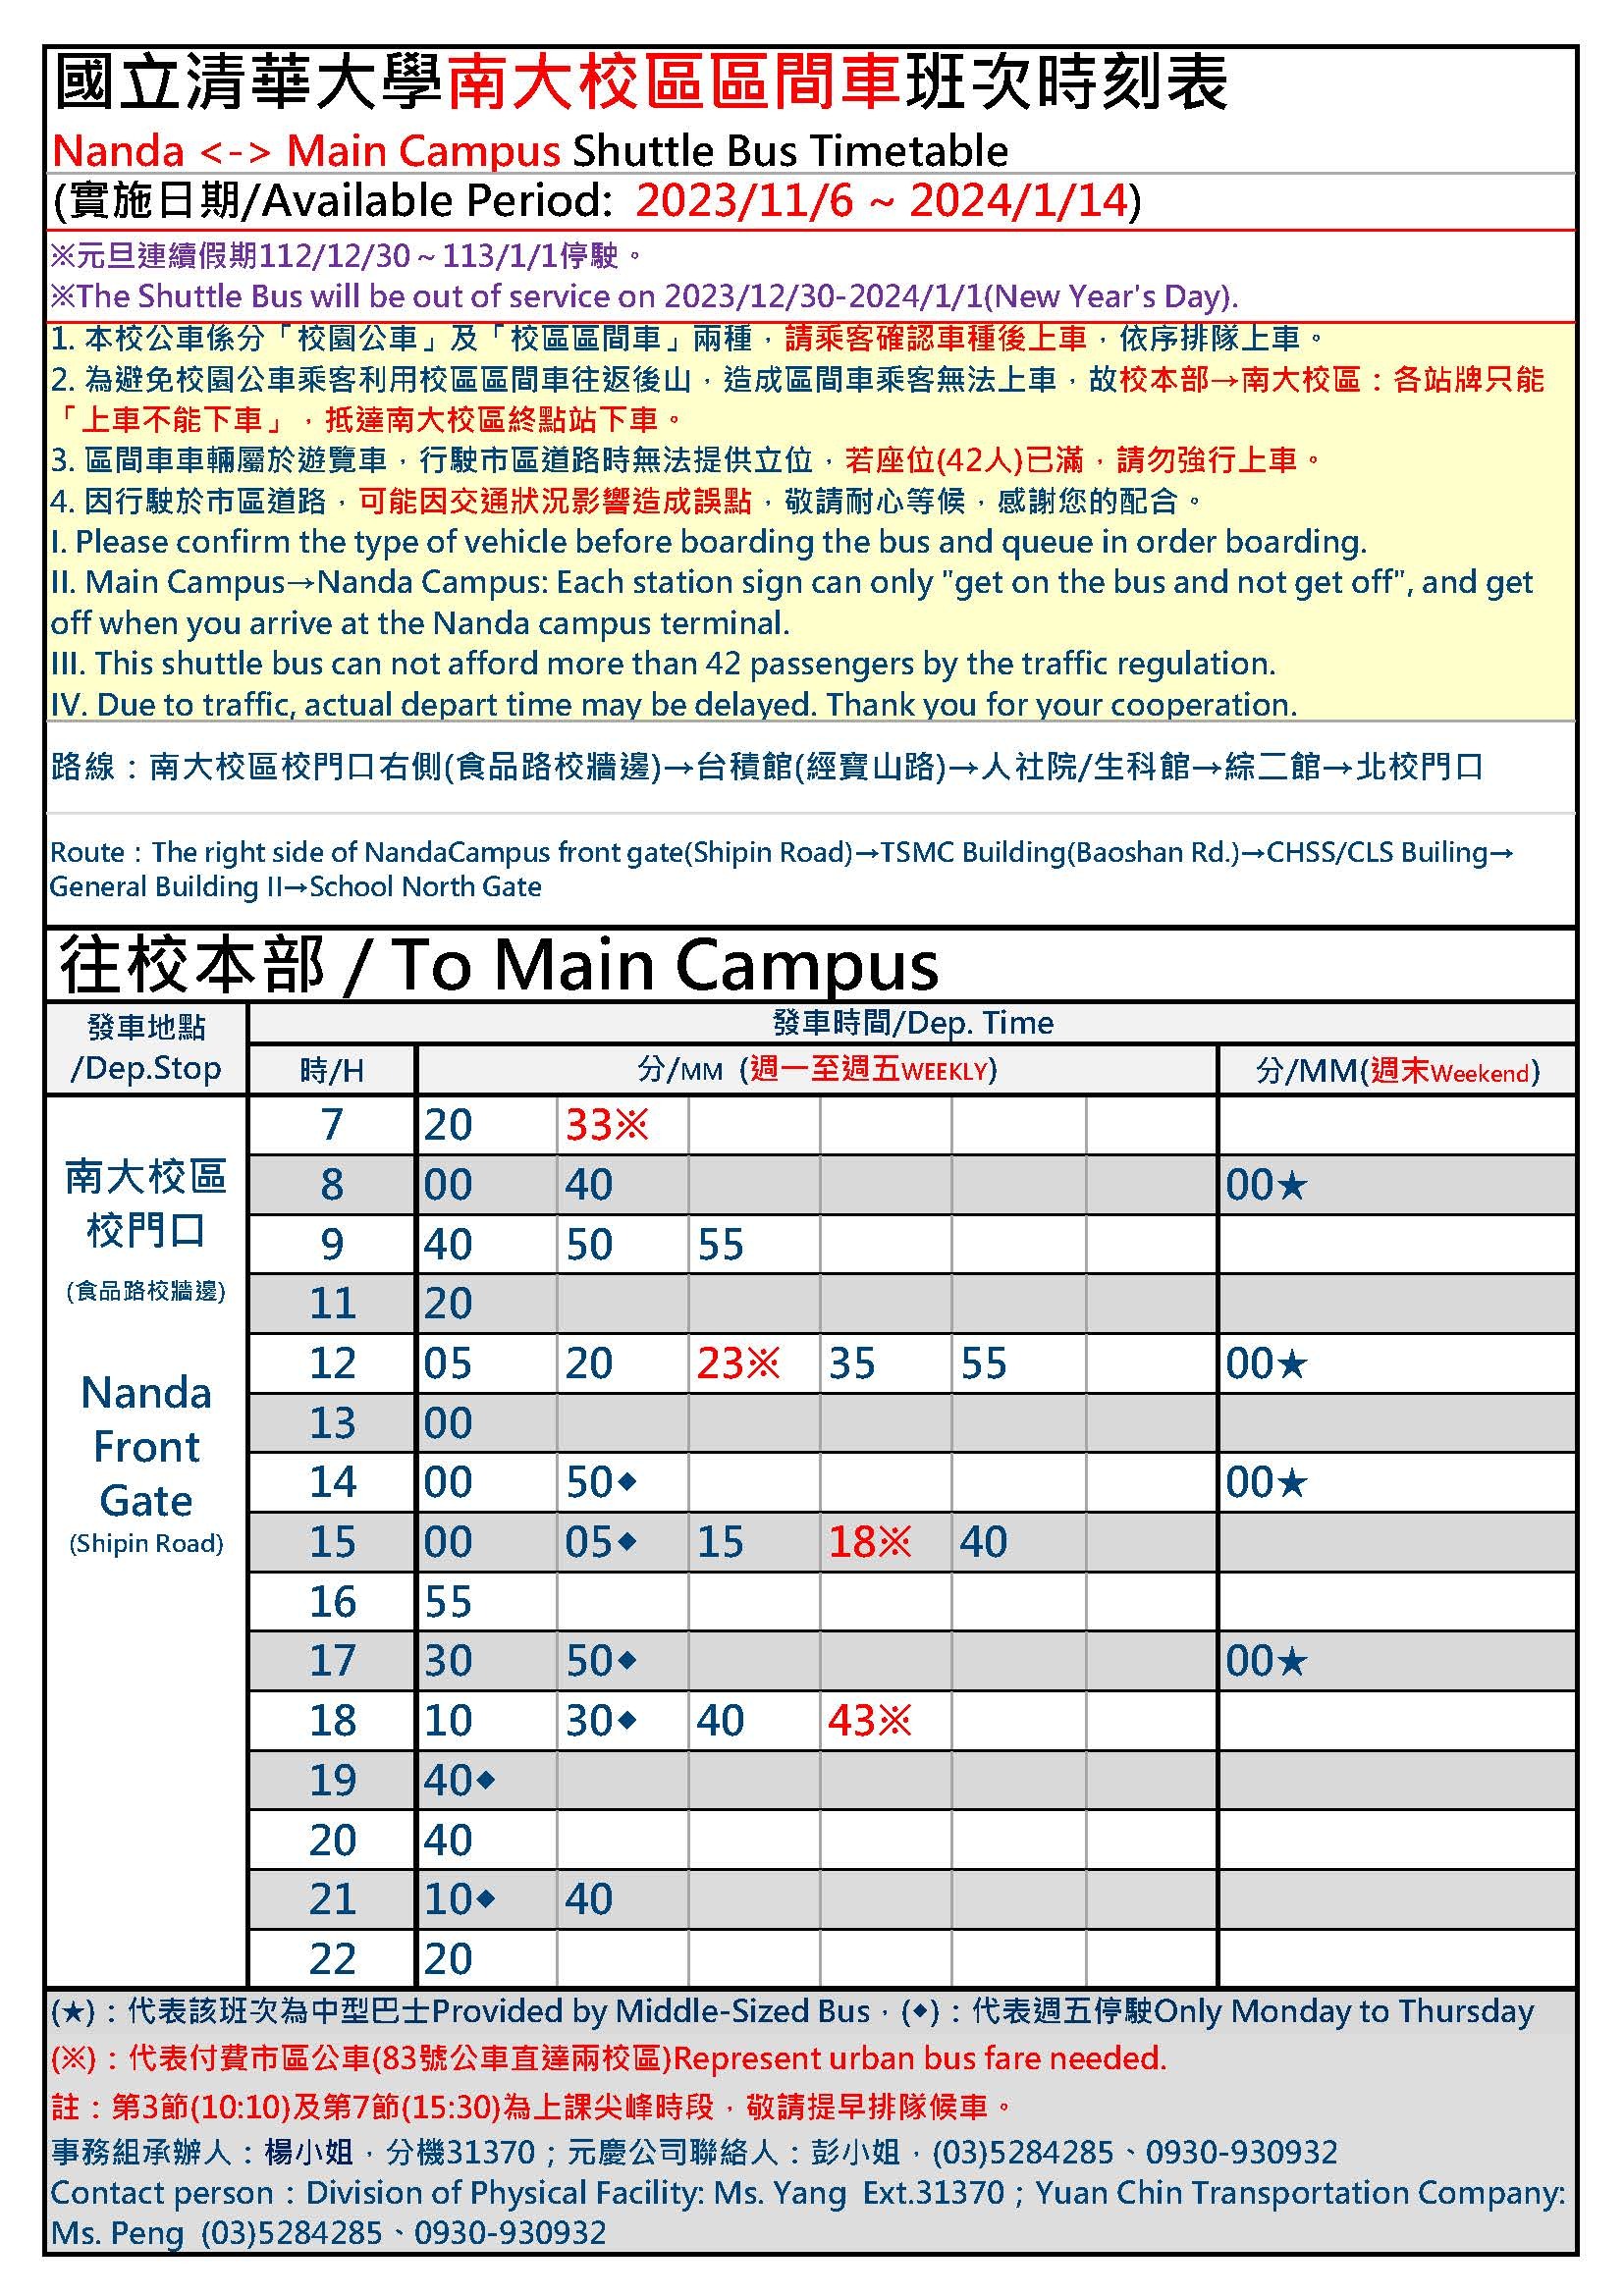 國立清華大學南大校區區間車班次時刻表
Nanda <-> Main Campus Shuttle Bus Timetable
(實施日期/Available Period: 2023/11/6 ~ 2024/1/14)
※元旦連續假期112/12/30～113/1/1停駛。
※The Shuttle Bus will be out of service on 2023/12/30-2024/1/1(New Year's Day).
1. 本校公車係分「校園公車」及「校區區間車」兩種，請乘客確認車種後上車，依序排隊上車。
2. 為避免校園公車乘客利用校區區間車往返後山，造成區間車乘客無法上車，故校本部→南大校區：各站牌只能
「上車不能下車」，抵達南大校區終點站下車。
3. 區間車車輛屬於遊覽車，行駛市區道路時無法提供立位，若座位(42人)已滿，請勿強行上車。
4. 因行駛於市區道路，可能因交通狀況影響造成誤點，敬請耐心等候，感謝您的配合。
I. Please confirm the type of vehicle before boarding the bus and queue in order boarding.
II. Main Campus→Nanda Campus: Each station sign can only "get on the bus and not get off", and get
off when you arrive at the Nanda campus terminal.
III. This shuttle bus can not afford more than 42 passengers by the traffic regulation.
IV. Due to traffic, actual depart time may be delayed. Thank you for your cooperation.
路線：南大校區校門口右側(食品路校牆邊)→台積館(經寶山路)→人社院/生科館→綜二館→北校門口
Route：The right side of NandaCampus front gate(Shipin Road)→TSMC Building(Baoshan Rd.)→CHSS/CLS Builing→
General Building II→School North Gate
往校本部 / To Main Campus
發車地點
/Dep.Stop
發車時間/Dep. Time
時/H 分/MM (週一至週五WEEKLY) 分/MM(週末Weekend)
南大校區
校門口
(食品路校牆邊)
Nanda
Front
Gate
(Shipin Road)
7 20 33※
8 00 40 00★
9 40 50 55
11 20
12 05 20 23※ 35 55 00★
13 00
14 00 50◆ 00★
15 00 05◆ 15 18※ 40
16 55
17 30 50◆ 00★
18 10 30◆ 40 43※
19 40◆
20 40
21 10◆ 40
22 20
(★)：代表該班次為中型巴士Provided by Middle-Sized Bus，(◆)：代表週五停駛Only Monday to Thursday
(※)：代表付費市區公車(83號公車直達兩校區)Represent urban bus fare needed.
註：第3節(10:10)及第7節(15:30)為上課尖峰時段，敬請提早排隊候車。
事務組承辦人：楊小姐，分機31370；元慶公司聯絡人：彭小姐，(03)5284285、0930-930932
Contact person：Division of Physical Facility: Ms. Yang Ext.31370；Yuan Chin Transportation Company:
Ms. Peng (03)5284285、0930-930932